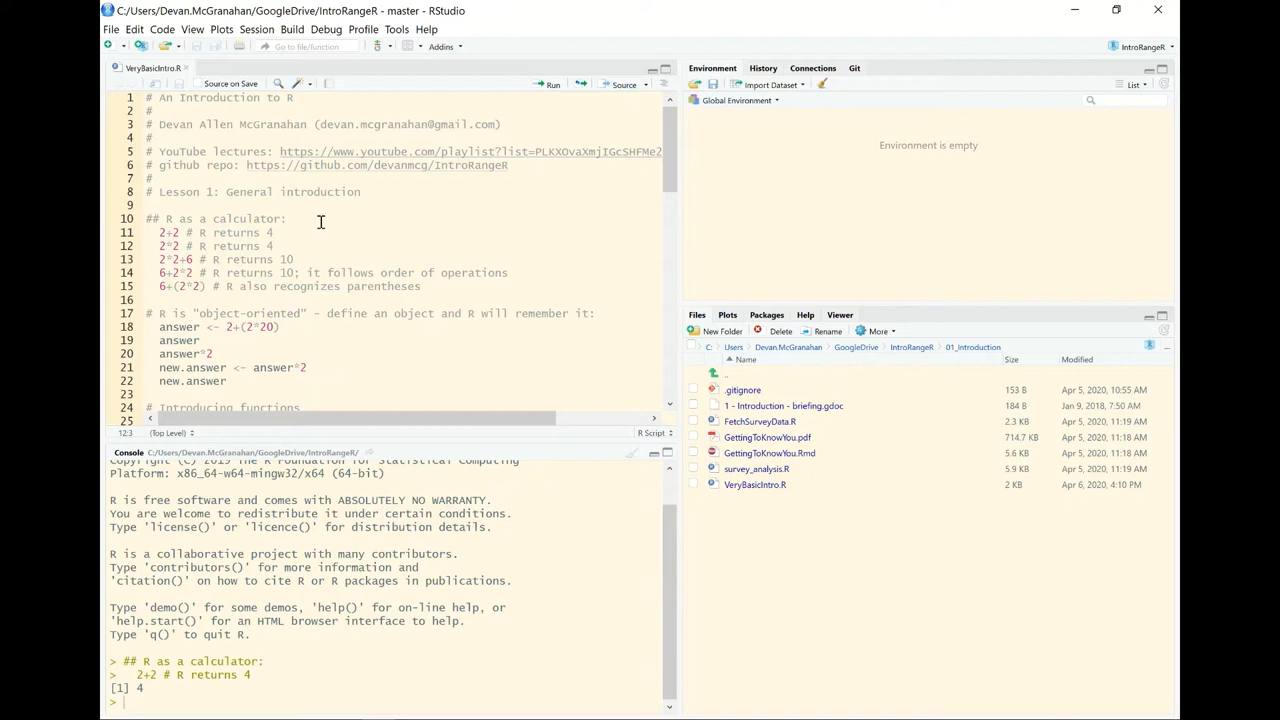 C:/Users/Devan.McGranahan/GoogleDrive/IntroRangeR - master - RStudio
File Edit Code View Plots Session Build Debug Profile Tools Help
Go to file/function Addins IntroRangeR
VeryBasicIntro.R
Source on Save Run Source
1 # An Introduction to R
2 #
3 # Devan Allen McGranahan (devan.mcgranahan@gmail.com)
4 #
5 # YouTube lectures: https://www.youtube.com/playlist?list=PLKXOvaXmjIGcSHFMe2
6 # github repo: https://github.com/devanmcg/IntroRangeR
7 #
8 # Lesson 1: General introduction
9
10 ## R as a calculator:
11 2+2 # R returns 4
12 2*2 # R returns 4
13 2*2+6 # R returns 10
14 6+2*2 # R returns 10; it follows order of operations
15 6+(2*2) # R also recognizes parentheses
16
17 # R is "object-oriented" - define an object and R will remember it:
18 answer <- 2+(2*20)
19 answer
20 answer*2
21 new.answer <- answer*2
22 new.answer
23
24 # Introducing functions
25
12:3 (Top Level) R Script
Console C:/Users/Devan.McGranahan/GoogleDrive/IntroRangeR/
Copyright (C) 2019 The R Foundation for Statistical Computing
Platform: x86_64-w64-mingw32/x64 (64-bit)
R is free software and comes with ABSOLUTELY NO WARRANTY.
You are welcome to redistribute it under certain conditions.
Type 'license()' or 'licence()' for distribution details.
R is a collaborative project with many contributors.
Type 'contributors()' for more information and
'citation()' on how to cite R or R packages in publications.
Type 'demo()' for some demos, 'help()' for on-line help, or
'help.start()' for an HTML browser interface to help.
Type 'q()' to quit R.
> ## R as a calculator:
> 2+2 # R returns 4
[1] 4
>
Environment History Connections Git
Import Dataset List
Global Environment
Environment is empty
Files Plots Packages Help Viewer
New Folder Delete Rename More
C: Users Devan.McGranahan GoogleDrive IntroRangeR 01_Introduction
Name Size Modified
..
.gitignore 153 B Apr 5, 2020, 10:55 AM
1 - Introduction - briefing.gdoc 184 B Jan 9, 2018, 7:50 AM
FetchSurveyData.R 2.3 KB Apr 5, 2020, 11:19 AM
GettingToKnowYou.pdf 714.7 KB Apr 5, 2020, 11:18 AM
GettingToKnowYou.Rmd 5.6 KB Apr 5, 2020, 11:18 AM
survey_analysis.R 5.9 KB Apr 5, 2020, 11:19 AM
VeryBasicIntro.R 2 KB Apr 6, 2020, 4:10 PM